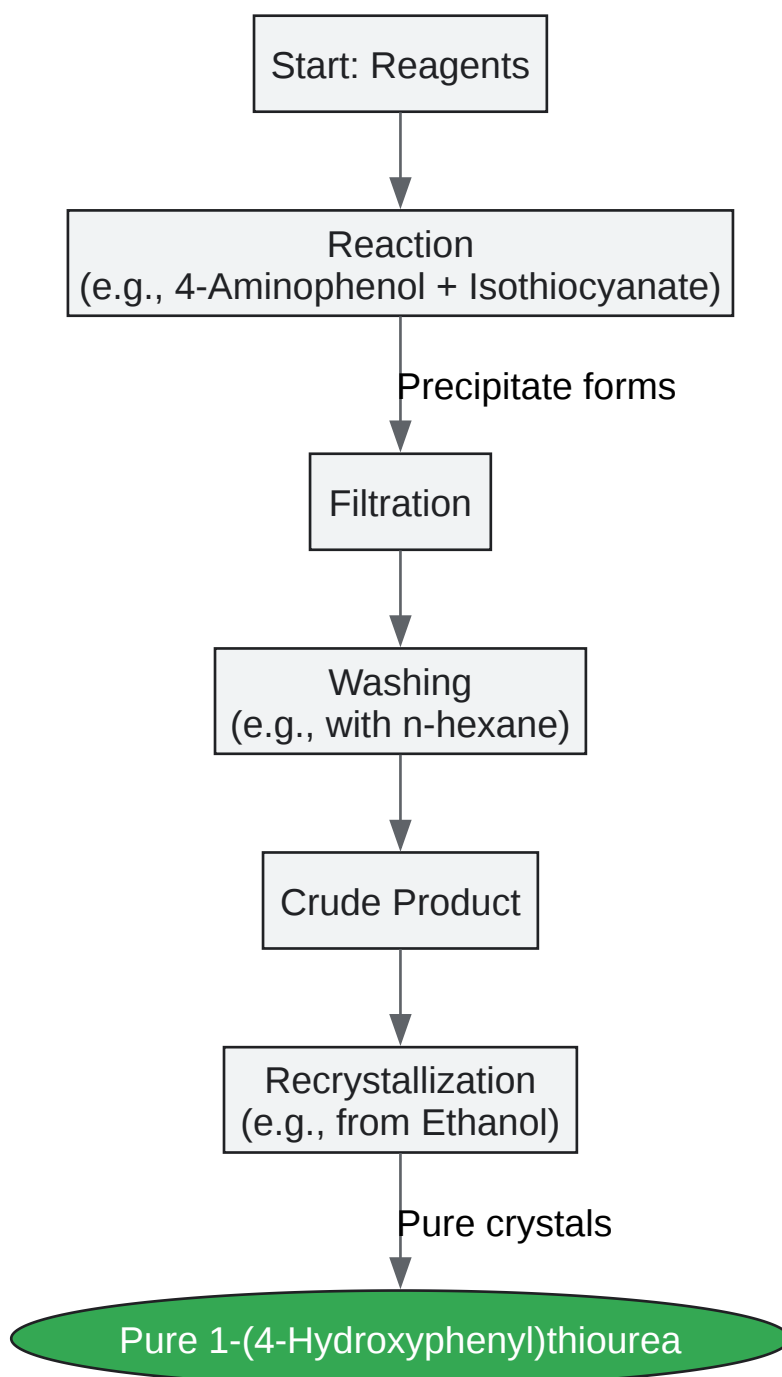 Start: Reagents
Reaction
(e.g., 4-Aminophenol + Isothiocyanate)
Precipitate forms
Filtration
Washing
(e.g., with n-hexane)
Crude Product
Recrystallization
(e.g., from Ethanol)
Pure crystals
Pure 1-(4-Hydroxyphenyl)thiourea